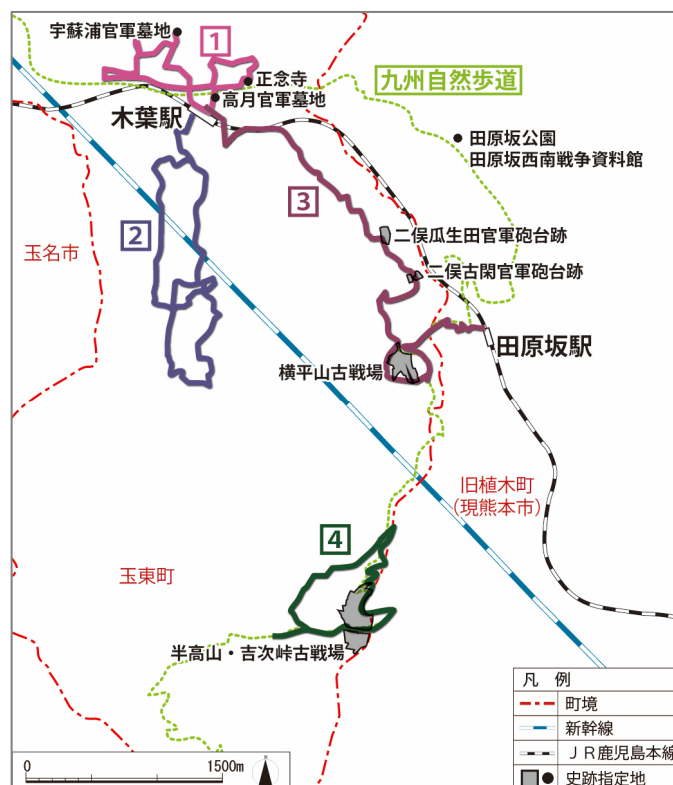 宇蘇浦官軍墓地
1
正念寺
高月官軍墓地
九州自然歩道
木葉駅
田原坂公園
田原坂西南戦争資料館
3
2
二俣瓜生田官軍砲台跡
玉名市
二俣古閑官軍砲台跡
田原坂駅
横平山古戦場
旧植木町
(現熊本市)
4
玉東町
半高山・吉次峠古戦場
凡 例
町境
新幹線
JR鹿児島本線
史跡指定地
0 1500m
N